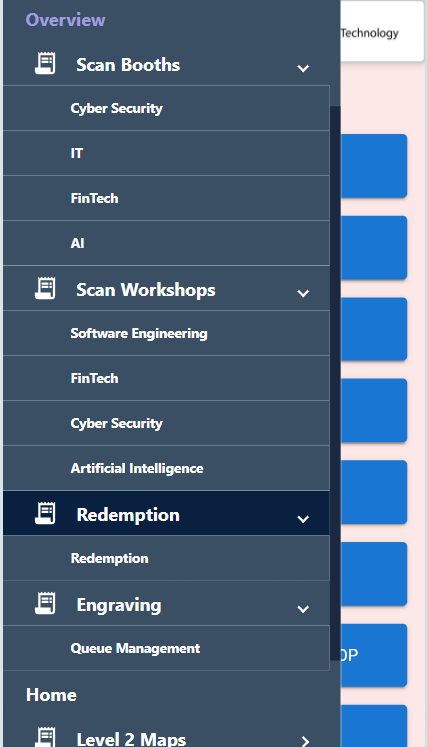 Overview
Technology
Scan Booths
Cyber Security
IT
FinTech
AI
Scan Workshops
Software Engineering
FinTech
Cyber Security
Artificial Intelligence
Redemption
Redemption
Engraving
Queue Management
OP
Home
Level 2 Maps